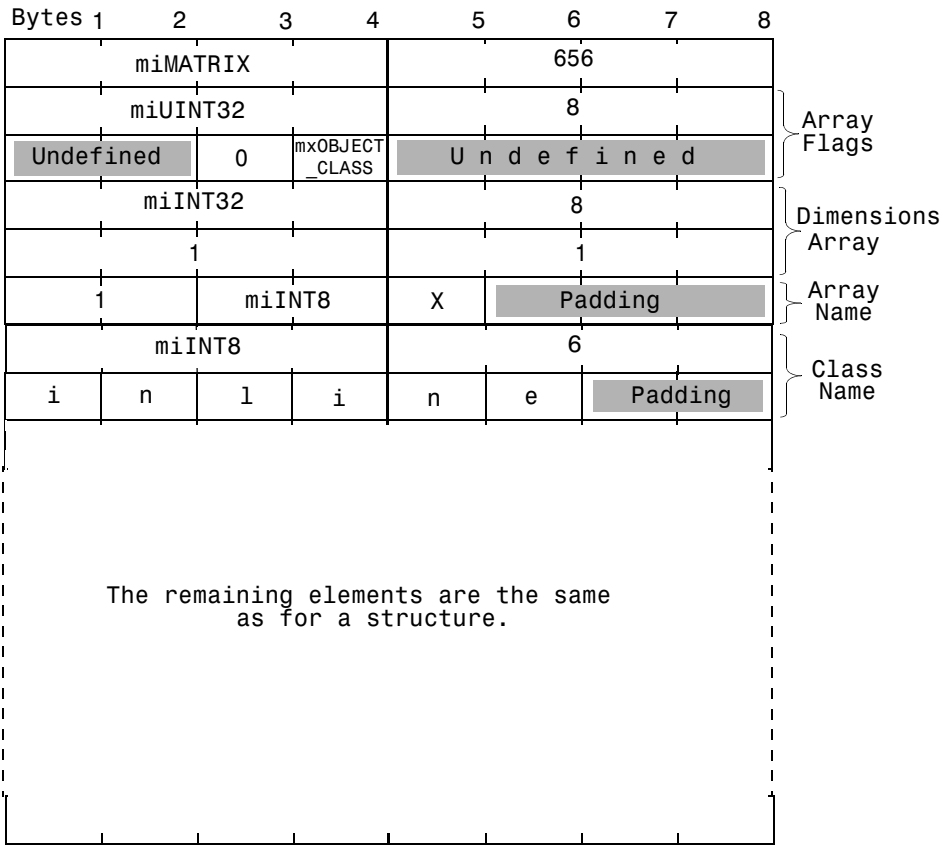 Bytes 1 2 3 4 5 6 7 8
miMATRIX 656
miUINT32 8
Array
Flags
Undefined 0 mxOBJECT
_CLASS
Undefined
miINT32 8
Dimensions
Array
1 1
1 miINT8 X Padding
Array
Name
miINT8 6
Class
Name
i n l i n e Padding
The remaining elements are the same
as for a structure.